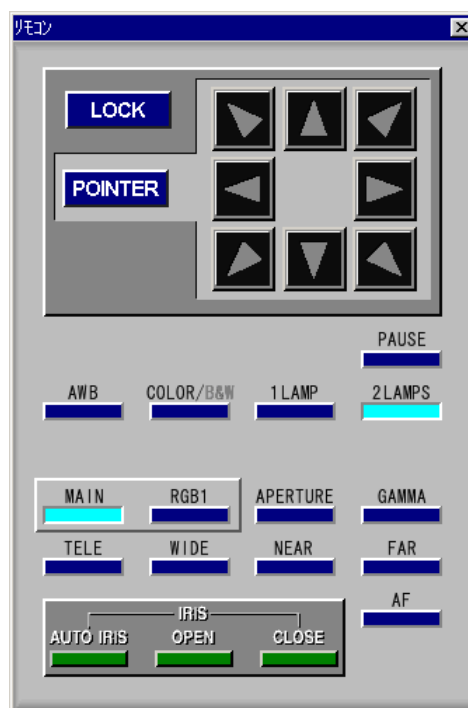 リモコン
LOCK
POINTER
PAUSE
AWB COLOR/B&W 1LAMP 2LAMPS
MAIN RGB1 APERTURE GAMMA
TELE WIDE NEAR FAR
AF
IRIS
AUTO IRIS OPEN CLOSE